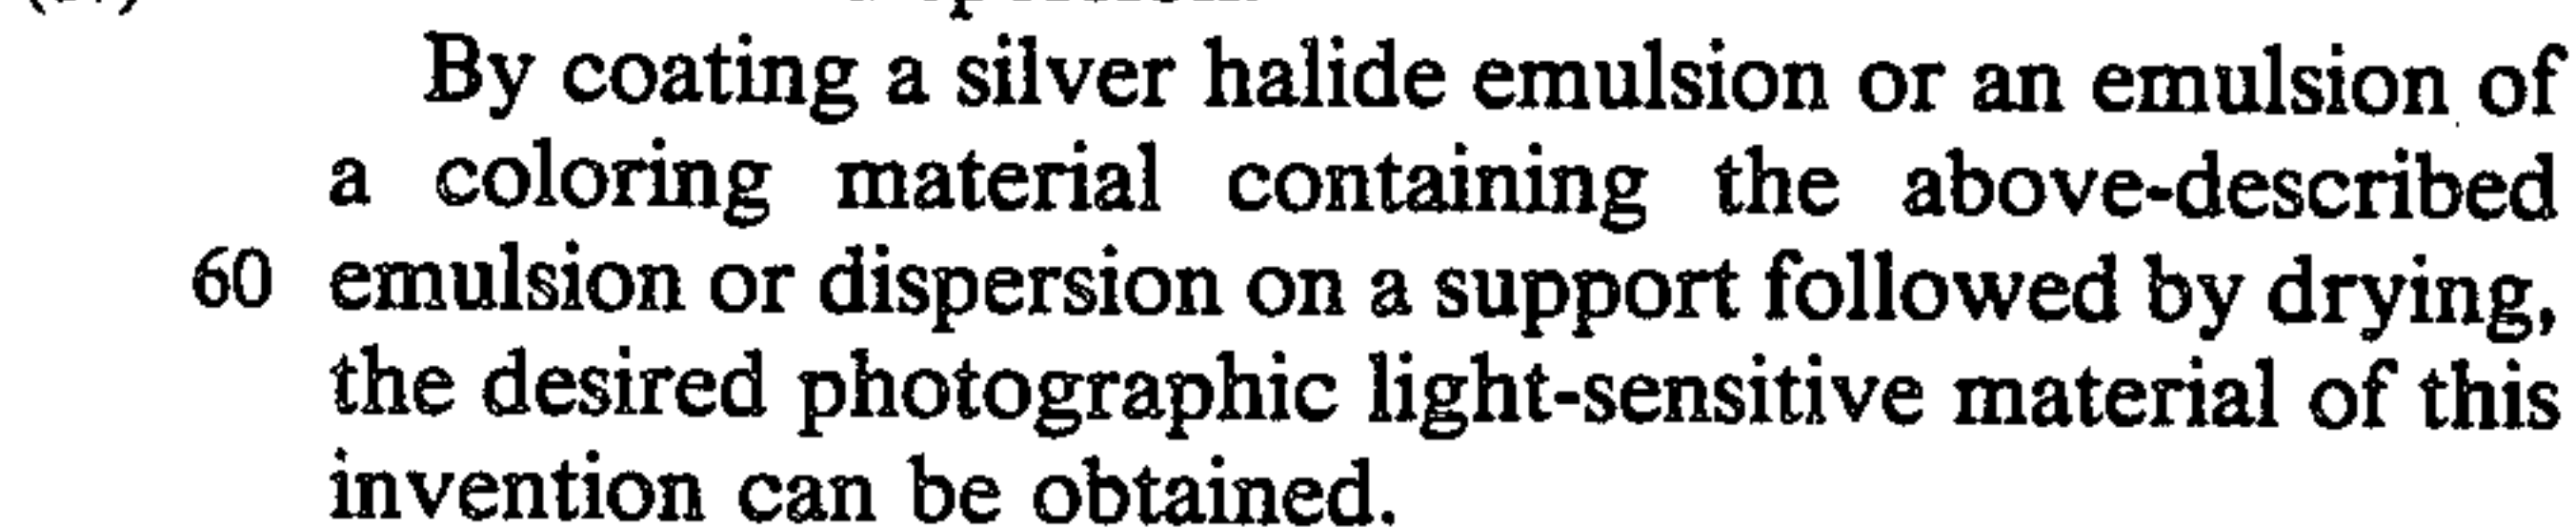 By coating a silver halide emulsion or an emulsion of
a coloring material containing the above-described
60 emulsion or dispersion on a support followed by drying,
the desired photographic light-sensitive material of this
invention can be obtained.